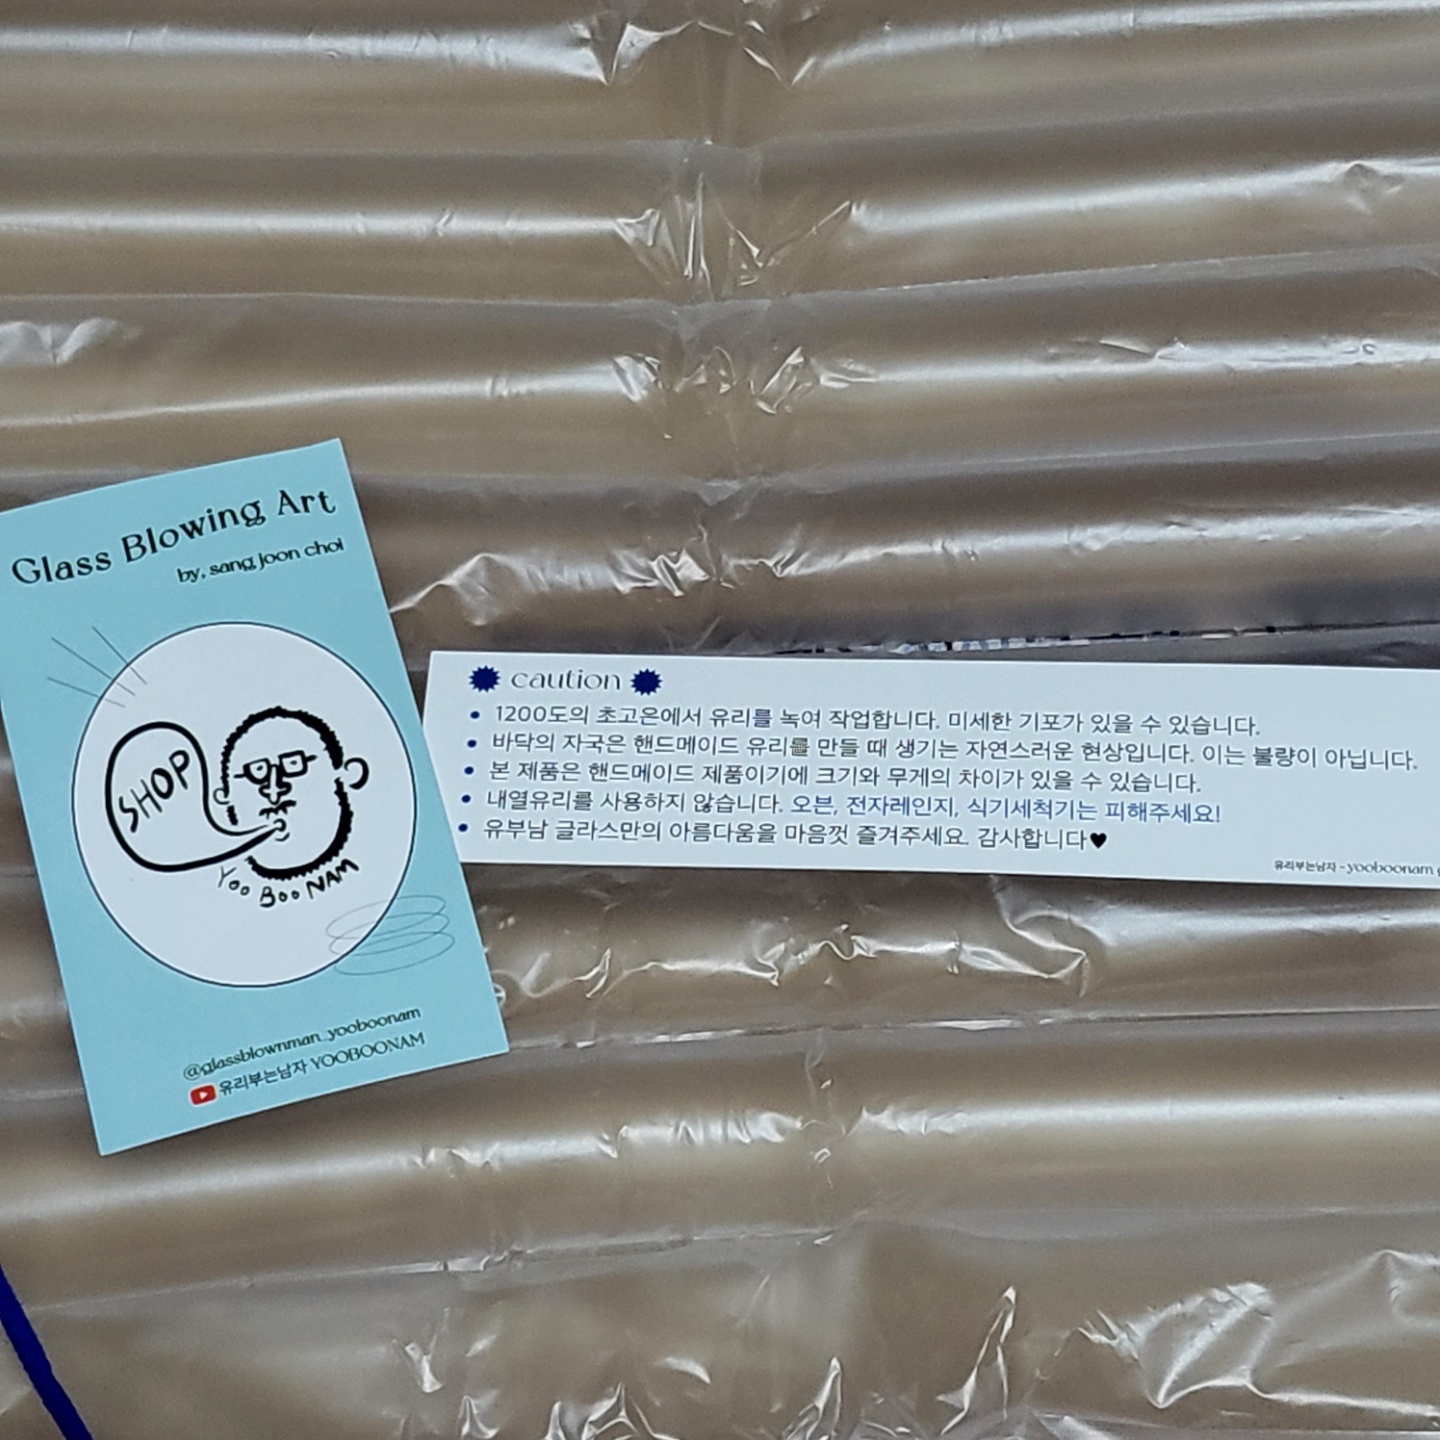 Glass Blowing Art
by, sang joon choi
SHOP
YOO BOO NAM
@glassblownman_yooboonam
유리부는남자 YOOBOONAM
caution
• 1200도의 초고온에서 유리를 녹여 작업합니다. 미세한 기포가 있을 수 있습니다.
• 바닥의 자국은 핸드메이드 유리를 만들 때 생기는 자연스러운 현상입니다. 이는 불량이 아닙니다.
• 본 제품은 핸드메이드 제품이기에 크기와 무게의 차이가 있을 수 있습니다.
• 내열유리를 사용하지 않습니다. 오븐, 전자레인지, 식기세척기는 피해주세요!
• 유부남 글라스만의 아름다움을 마음껏 즐겨주세요. 감사합니다♥
유리부는남자 - yooboonam